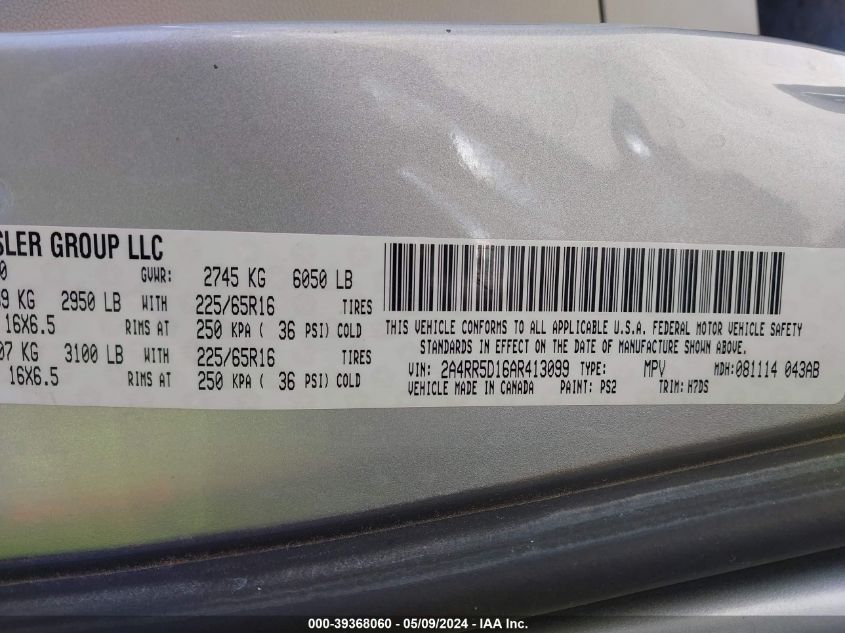 SLER GROUP LLC
0 GVWR: 2745 KG 6050 LB
9 KG 2950 LB WITH 225/65R16 TIRES
16X6.5 RIMS AT 250 KPA ( 36 PSI) COLD
07 KG 3100 LB WITH 225/65R16 TIRES
16X6.5 RIMS AT 250 KPA ( 36 PSI) COLD
THIS VEHICLE CONFORMS TO ALL APPLICABLE U.S.A. FEDERAL MOTOR VEHICLE SAFETY
STANDARDS IN EFFECT ON THE DATE OF MANUFACTURE SHOWN ABOVE.
VIN: 2A4RR5D16AR413099 TYPE: MPV MDH:081114 043AB
VEHICLE MADE IN CANADA PAINT: PS2 TRIM: H7DS
000-39368060 - 05/09/2024 - IAA Inc.